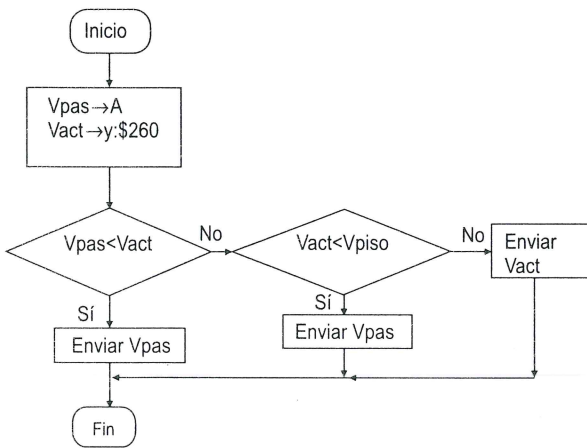 Inicio
Vpas→A
Vact→y:$260
Vpas<Vact
No
Vact<Vpiso
No
Enviar
Vact
Sí
Enviar Vpas
Sí
Enviar Vpas
Fin